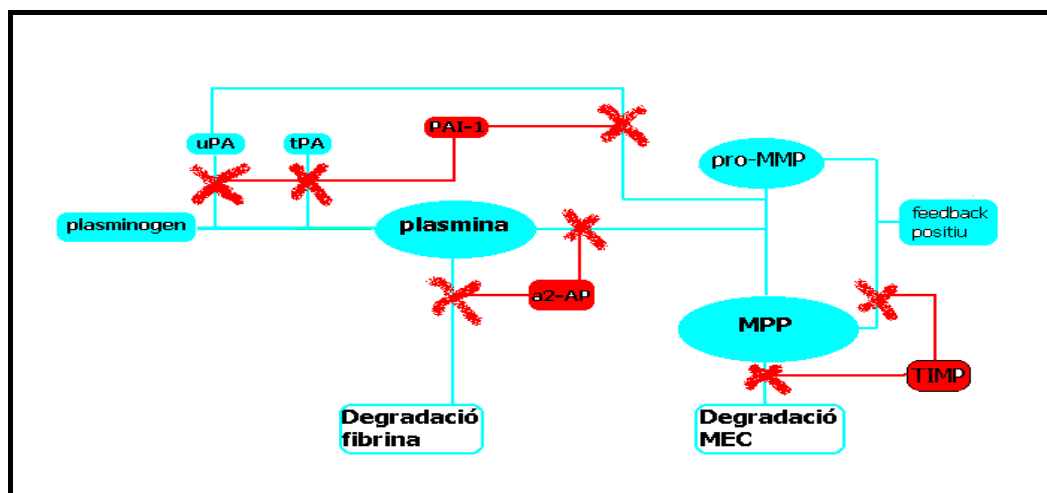 PAI-1
uPA
tPA
pro-MMP
plasminogen
plasmina
feedback
positiu
a2-AP
MPP
TIMP
Degradació
fibrina
Degradació
MEC